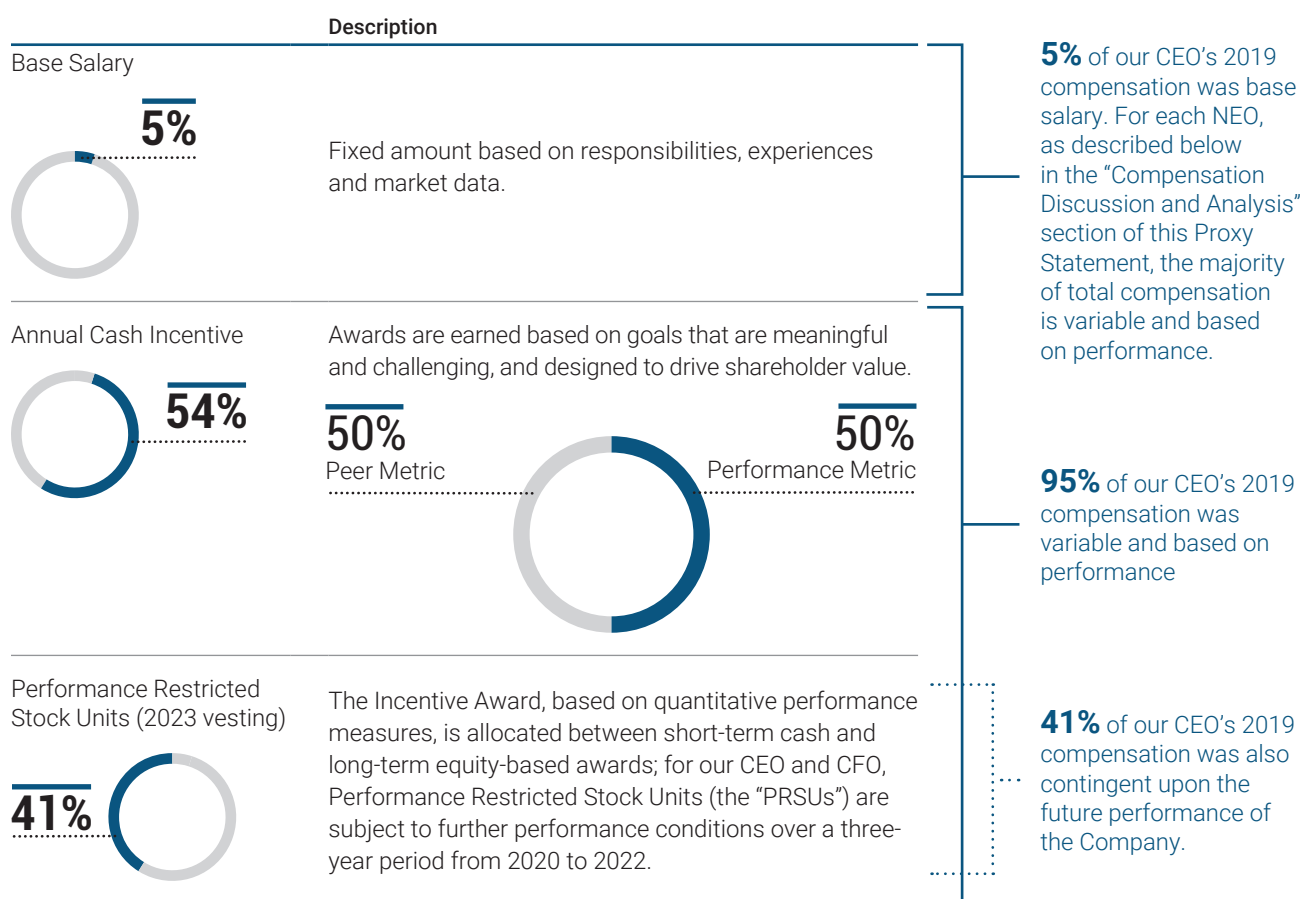 Description
Base Salary
5%
Fixed amount based on responsibilities, experiences
and market data.
5% of our CEO’s 2019
compensation was base
salary. For each NEO,
as described below
in the “Compensation
Discussion and Analysis”
section of this Proxy
Statement, the majority
of total compensation
is variable and based
on performance.
Annual Cash Incentive
54%
Awards are earned based on goals that are meaningful
and challenging, and designed to drive shareholder value.
50%
Peer Metric
50%
Performance Metric
95% of our CEO’s 2019
compensation was
variable and based on
performance
Performance Restricted
Stock Units (2023 vesting)
41%
The Incentive Award, based on quantitative performance
measures, is allocated between short-term cash and
long-term equity-based awards; for our CEO and CFO,
Performance Restricted Stock Units (the “PRSUs”) are
subject to further performance conditions over a three-
year period from 2020 to 2022.
41% of our CEO’s 2019
compensation was also
contingent upon the
future performance of
the Company.